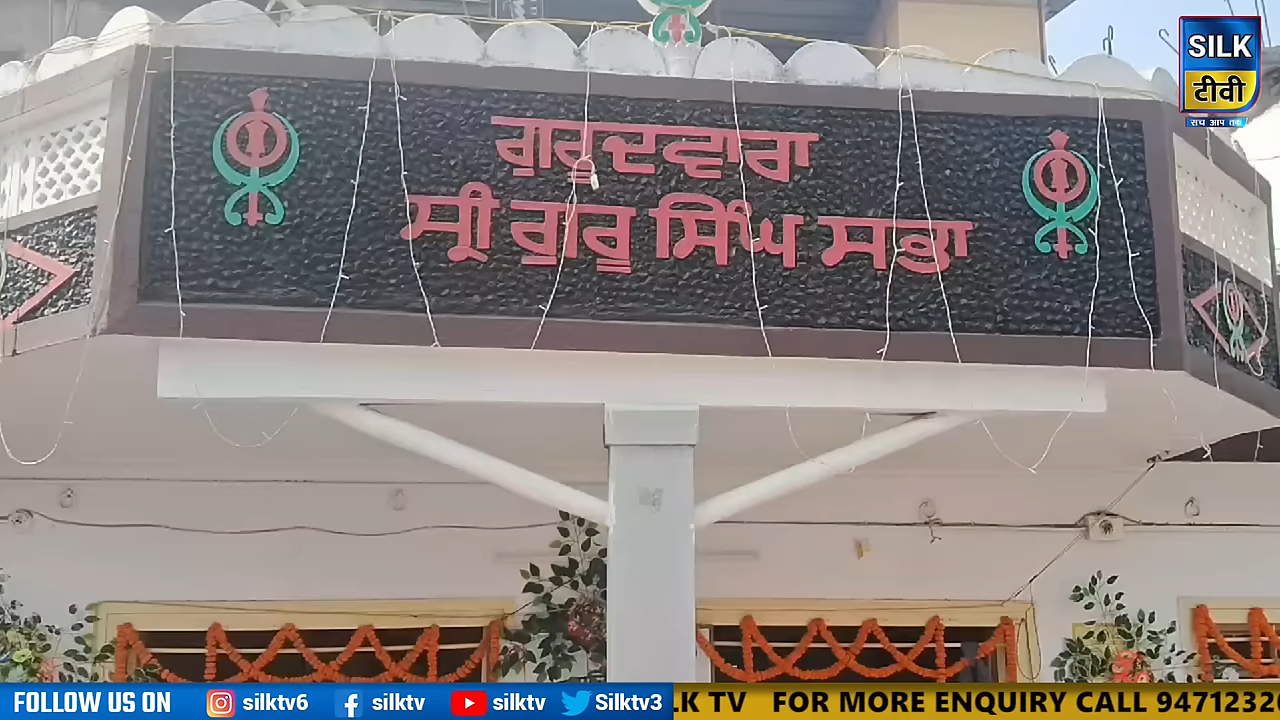 ਗੁਰੂਦਵਾਰਾ
ਸ੍ਰੀ ਗੁਰੂ ਸਿੰਘ ਸਭਾ
SILK
टीवी
सच आप तक
FOLLOW US ON silktv6 silktv silktv Silktv3 LK TV FOR MORE ENQUIRY CALL 9471232